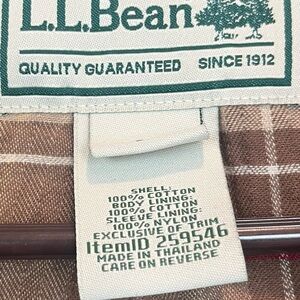 L.L.Bean
QUALITY GUARANTEED SINCE 1912
SHELL:
100% COTTON
BODY LINING:
100% COTTON
SLEEVE LINING:
100% NYLON
EXCLUSIVE OF TRIM
ItemID 259546
MADE IN THAILAND
CARE ON REVERSE